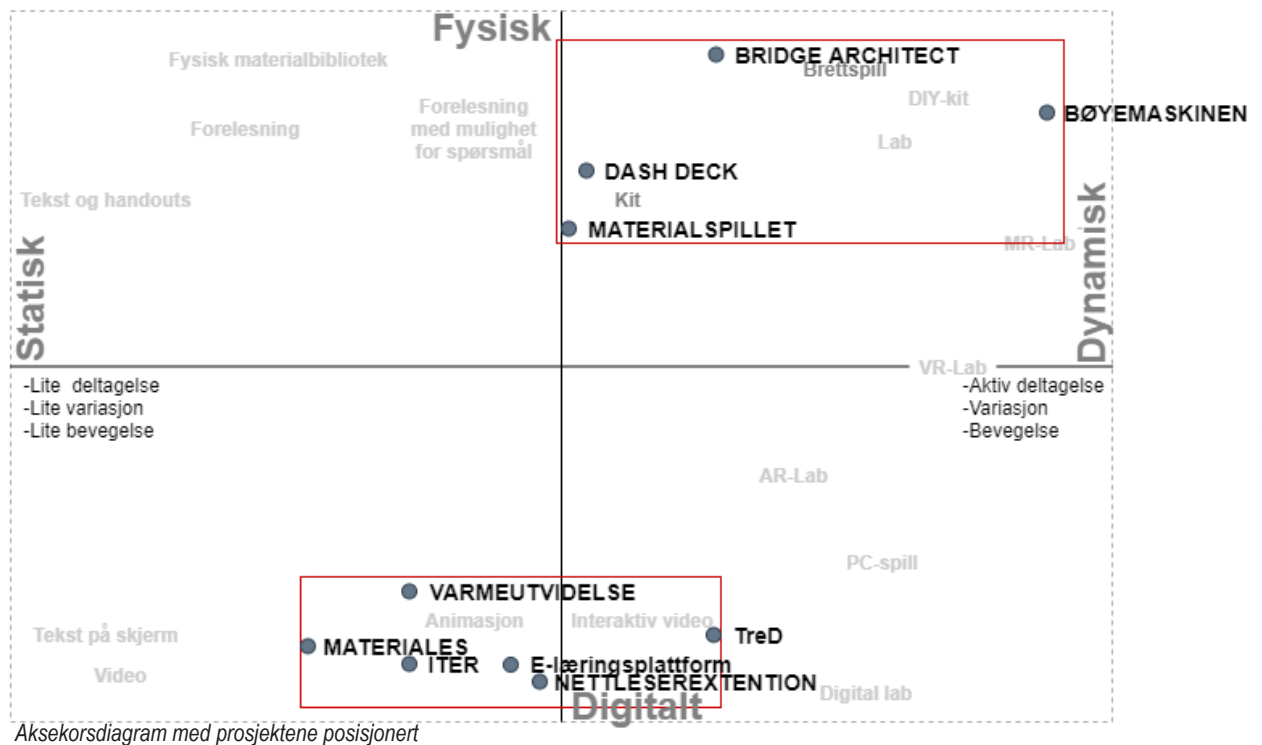 Fysisk
Fysisk materialbibliotek
BRIDGE ARCHITECT
Brettspill
DIY-kit
Forelesning
med mulighet
for spørsmål
BØYEMASKINEN
Forelesning
Lab
DASH DECK
Tekst og handouts
Kit
MATERIALSPILLET
MR-Lab
Statisk
Dynamisk
VR-Lab
-Lite deltagelse
-Lite variasjon
-Lite bevegelse
-Aktiv deltagelse
-Variasjon
-Bevegelse
AR-Lab
PC-spill
VARMEUTVIDELSE
Animasjon
Interaktiv video
Tekst på skjerm
TreD
MATERIALES
ITER
E-læringsplattform
Video
NETTLESEREXTENTION
Digital lab
Digitalt
Aksekorsdiagram med prosjektene posisjonert